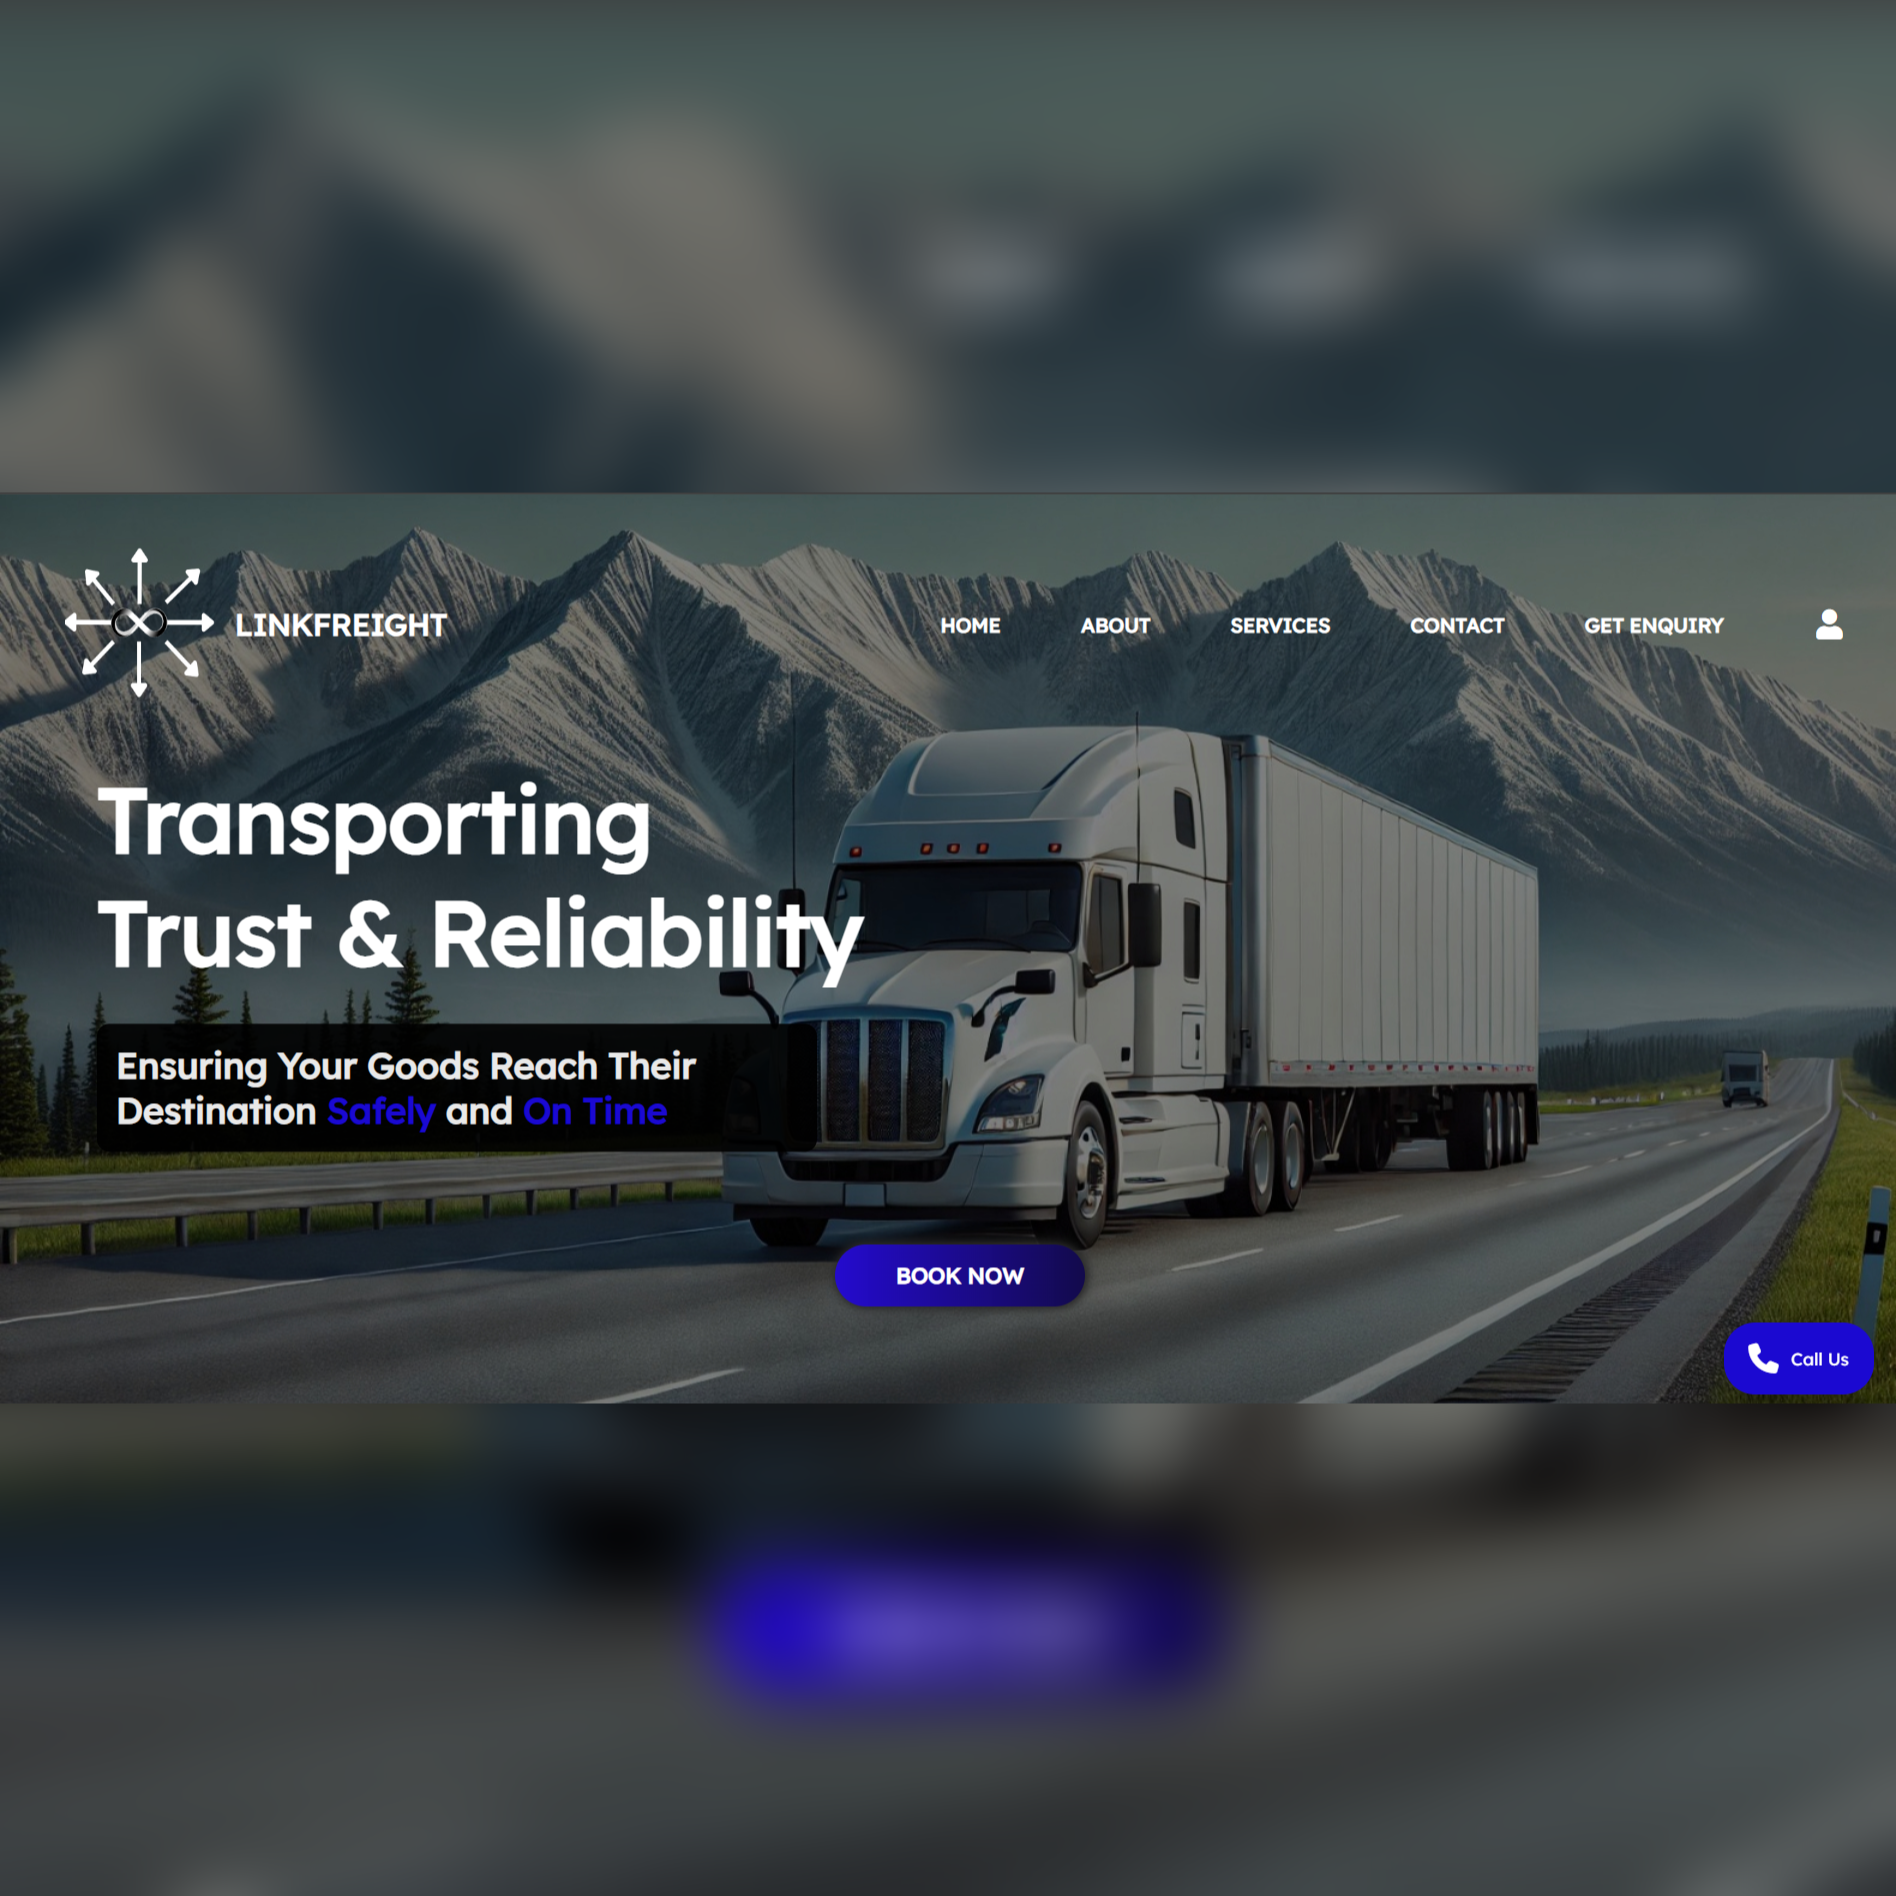 LINKFREIGHT
HOME
ABOUT
SERVICES
CONTACT
GET ENQUIRY
Transporting
Trust & Reliability
Ensuring Your Goods Reach Their
Destination Safely and On Time
BOOK NOW
Call Us